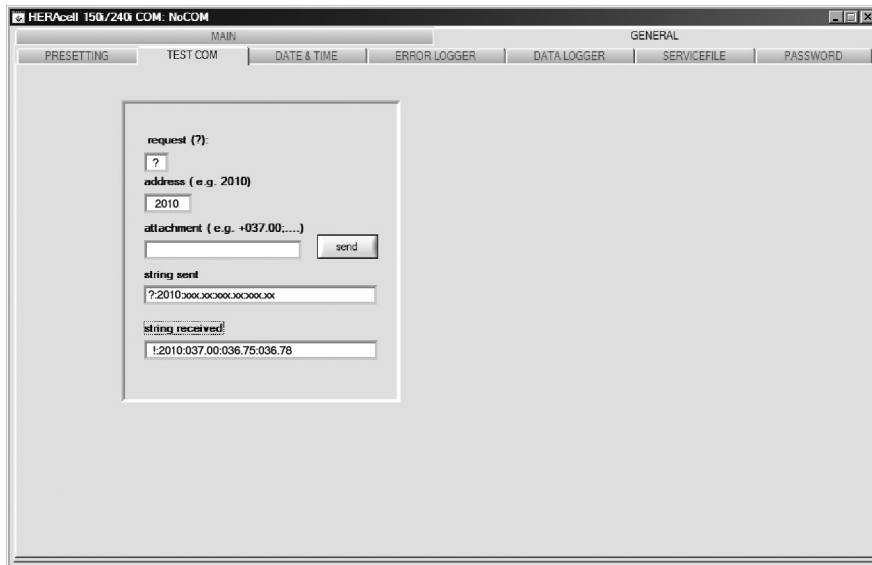 HERAcell 150i/240i COM: NoCOM
MAIN GENERAL
PRESETTING TEST COM DATE & TIME ERROR LOGGER DATA LOGGER SERVICEFILE PASSWORD
request (?):
?
address ( e.g. 2010)
2010
attachment ( e.g. +037.00;....)
send
string sent
?:2010:xxx.xx:xxx.xx:xxx.xx
string received
!:2010:037.00:036.75:036.78